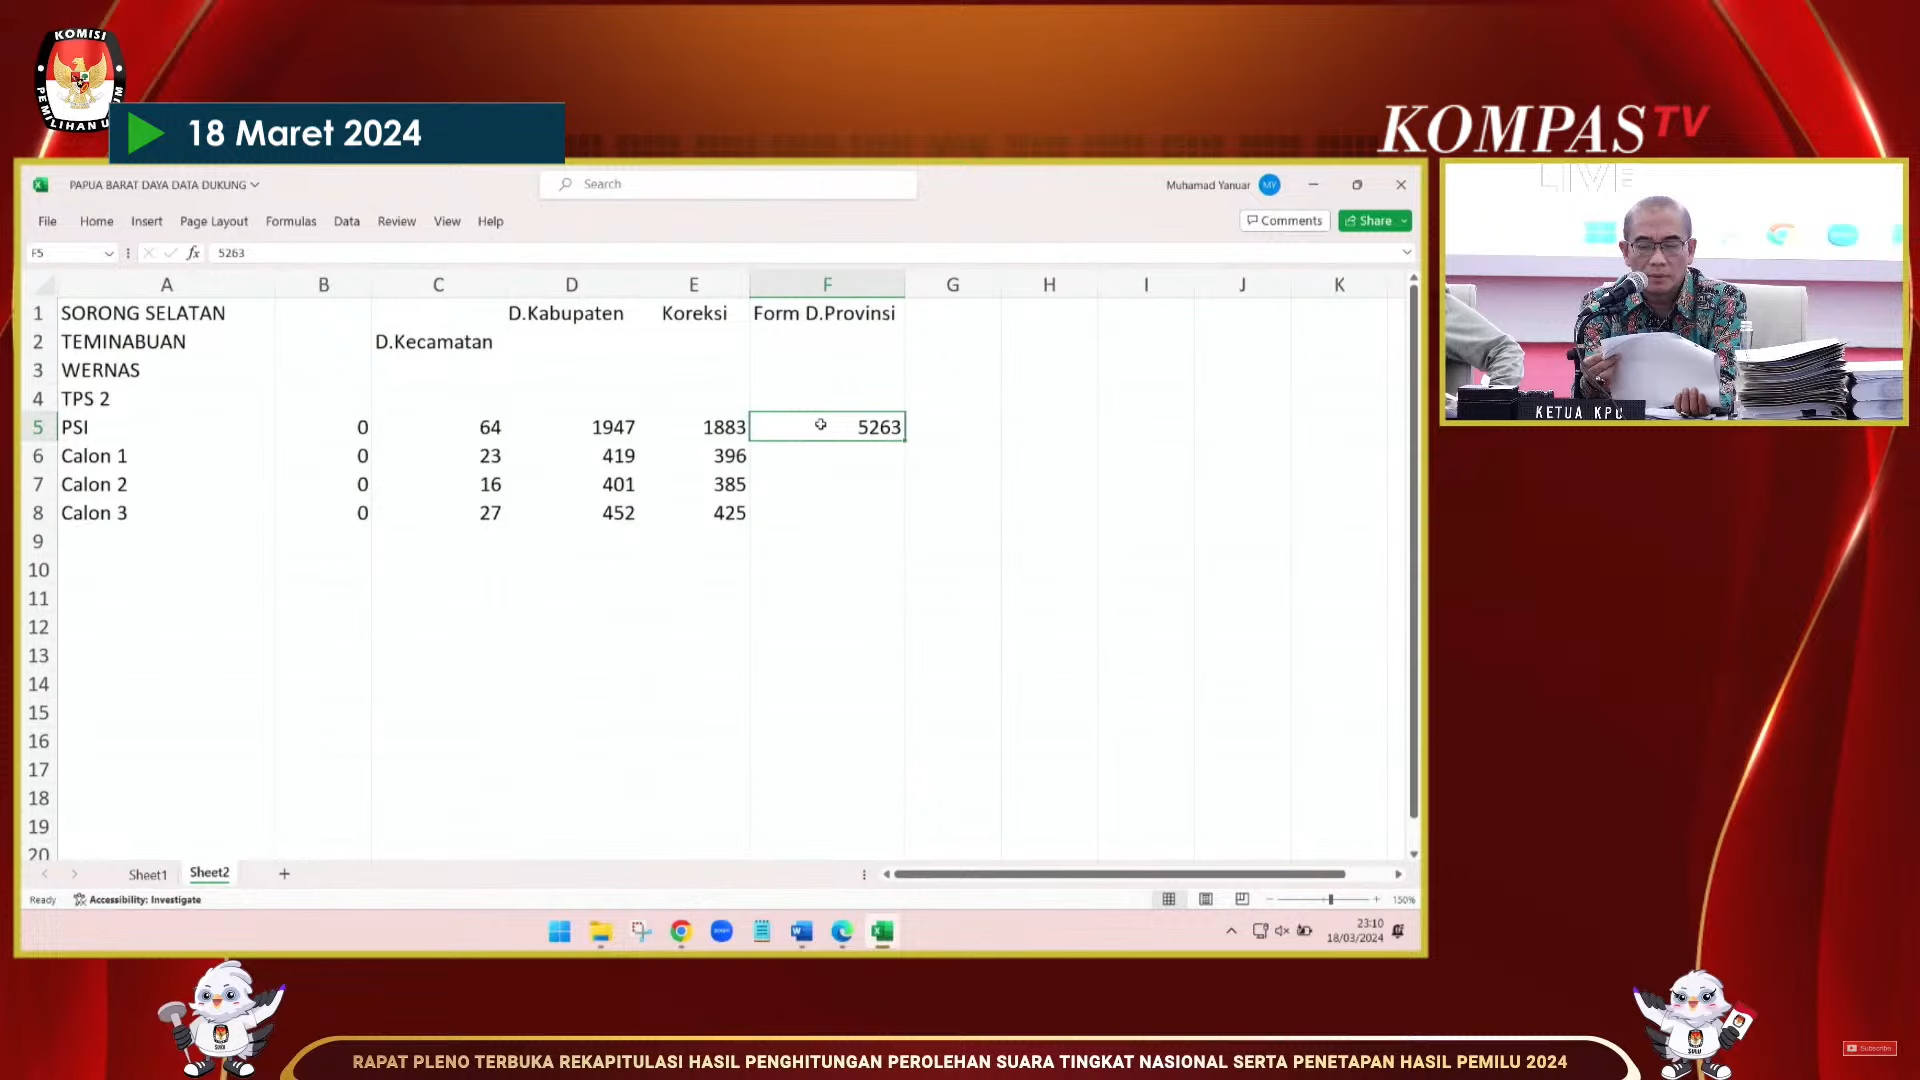 KOMISI
PEMILIHAN U
18 Maret 2024
KOMPAS TV
LIVE
PAPUA BARAT DAYA DATA DUKUNG
Search
Muhamad Yanuar
MY
File Home Insert Page Layout Formulas Data Review View Help
Comments
Share
F5
fx
5263
A B C D E F G H I J K
1 SORONG SELATAN D.Kabupaten Koreksi Form D.Provinsi
2 TEMINABUAN D.Kecamatan
3 WERNAS
4 TPS 2
5 PSI 0 64 1947 1883 5263
6 Calon 1 0 23 419 396
7 Calon 2 0 16 401 385
8 Calon 3 0 27 452 425
9
10
11
12
13
14
15
16
17
18
19
20
Sheet1 Sheet2 +
Ready
Accessibility: Investigate
150%
23:10
18/03/2024
KETUA KPU
SULU
Subscribe
RAPAT PLENO TERBUKA REKAPITULASI HASIL PENGHITUNGAN PEROLEHAN SUARA TINGKAT NASIONAL SERTA PENETAPAN HASIL PEMILU 2024